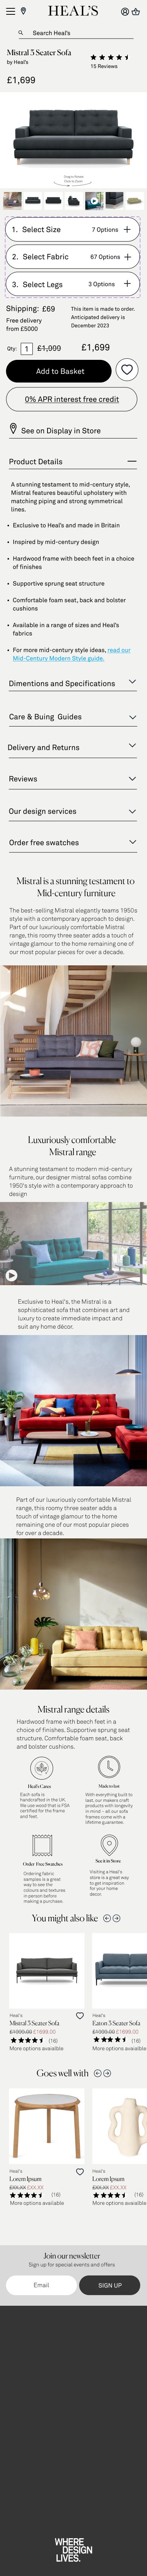 HEAL'S
Search Heal's
Mistral 3 Seater Sofa
by Heal's
15 Reviews
£1,699
Drag to Rotate
Click to Zoom
1. Select Size
7 Options
2. Select Fabric
67 Options
3. Select Legs
3 Options
Shipping: £69
Free delivery
from £5000
This item is made to order.
Anticipated delivery is
December 2023
Qty: 1
£1,999
£1,699
Add to Basket
0% APR interest free credit
See on Display in Store
Product Details
A stunning testament to mid-century style,
Mistral features beautiful upholstery with
matching piping and strong symmetrical
lines.
• Exclusive to Heal's and made in Britain
• Inspired by mid-century design
• Hardwood frame with beech feet in a choice
of finishes
• Supportive sprung seat structure
• Comfortable foam seat, back and bolster
cushions
• Available in a range of sizes and Heal's
fabrics
• For more mid-century style ideas, read our
Mid-Century Modern Style guide.
Dimentions and Specifications
Care & Buing Guides
Delivery and Returns
Reviews
Our design services
Order free swatches
Mistral is a stunning testament to
Mid-century furniture
The best-selling Mistral elegantly teams 1950s
style with a contemporary approach to design.
Part of our luxuriously comfortable Mistral
range, this roomy three seater adds a touch of
vintage glamour to the home remaining one of
our most popular pieces for over a decade.
Luxuriously comfortable
Mistral range
A stunning testament to modern mid-century
furniture, our designer mistral sofas combine
1950's style with a contemporary approach to
design
Exclusive to Heal's, the Mistral is a
sophisticated sofa that combines art and
luxury to create immediate impact and
suit any home décor.
Part of our luxuriously comfortable Mistral
range, this roomy three seater adds a
touch of vintage glamour to the home
remaining one of our most popular pieces
for over a decade.
Mistral range details
Hardwood frame with beech feet in a
choice of finishes. Supportive sprung seat
structure. Comfortable foam seat, back
and bolster cushions.
Heal's Cares
Each sofa is
handcrafted in the UK.
We use wood that is FSA
certified for the frame
and feet.
Made to last
With everything built to
last, our makers craft
products with longevity
in mind – all our sofa
frames come with a
lifetime guarantee.
Order Free Swatches
Ordering fabric
samples is a great
way to see the
colours and textures
in person before
making a purchase.
See it in Store
Visiting a Heal's
store is a great way
to get inspiration
for your home
decor.
You might also like
Heal's
Mistral 3 Seater Sofa
£1999.00 £1699.00
(16)
More options avaiable
Heal's
Eaton 3 Seater Sofa
£1999.00 £1699.00
(16)
More options avaialble
Goes well with
Heal's
Lorem Ipsum
£XX.XX £XX.XX
(16)
More options available
Heal's
Lorem Ipsum
£XX.XX £XX.XX
(16)
More options avaialble
Join our newsletter
Sign up for special events and offers
Email
SIGN UP
WHERE
DESIGN
LIVES.